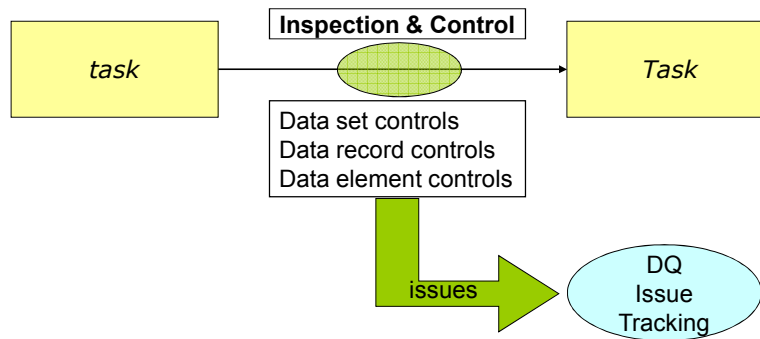 Inspection & Control
task
Task
Data set controls
Data record controls
Data element controls
issues
DQ
Issue
Tracking